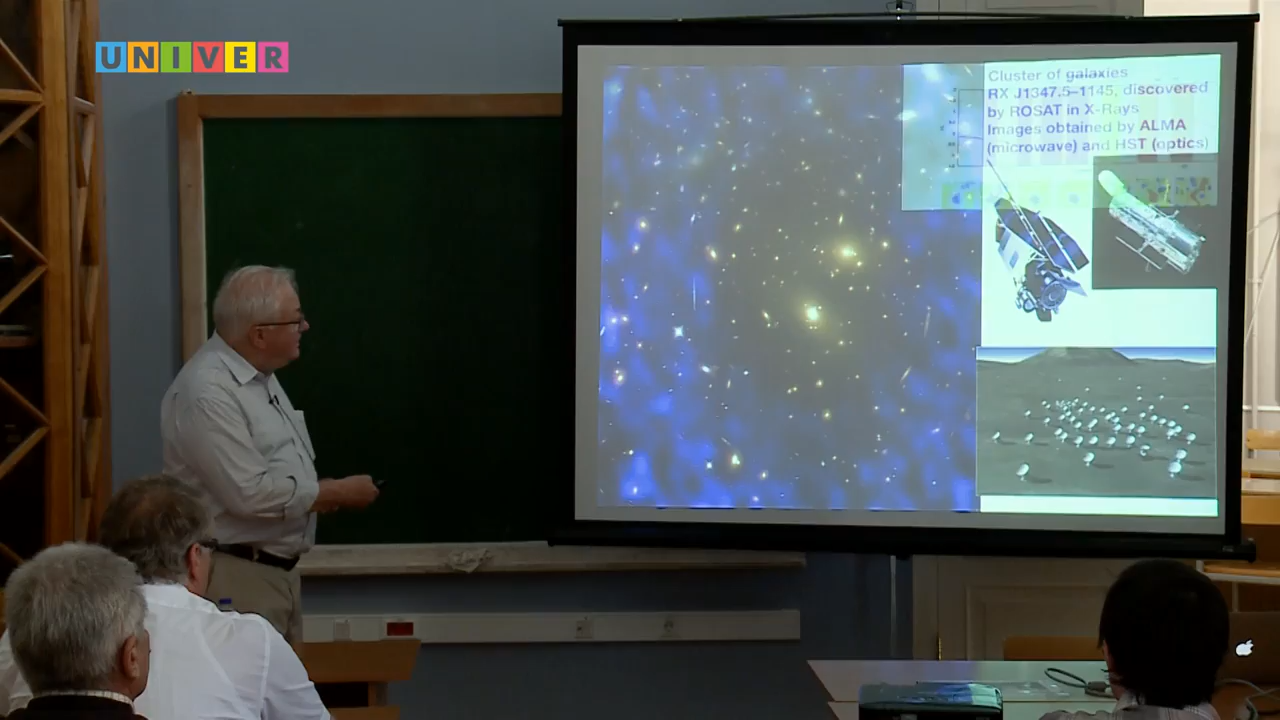 UNIVER
Cluster of galaxies
RX J1347.5–1145, discovered
by ROSAT in X-Rays
Images obtained by ALMA
(microwave) and HST (optics)